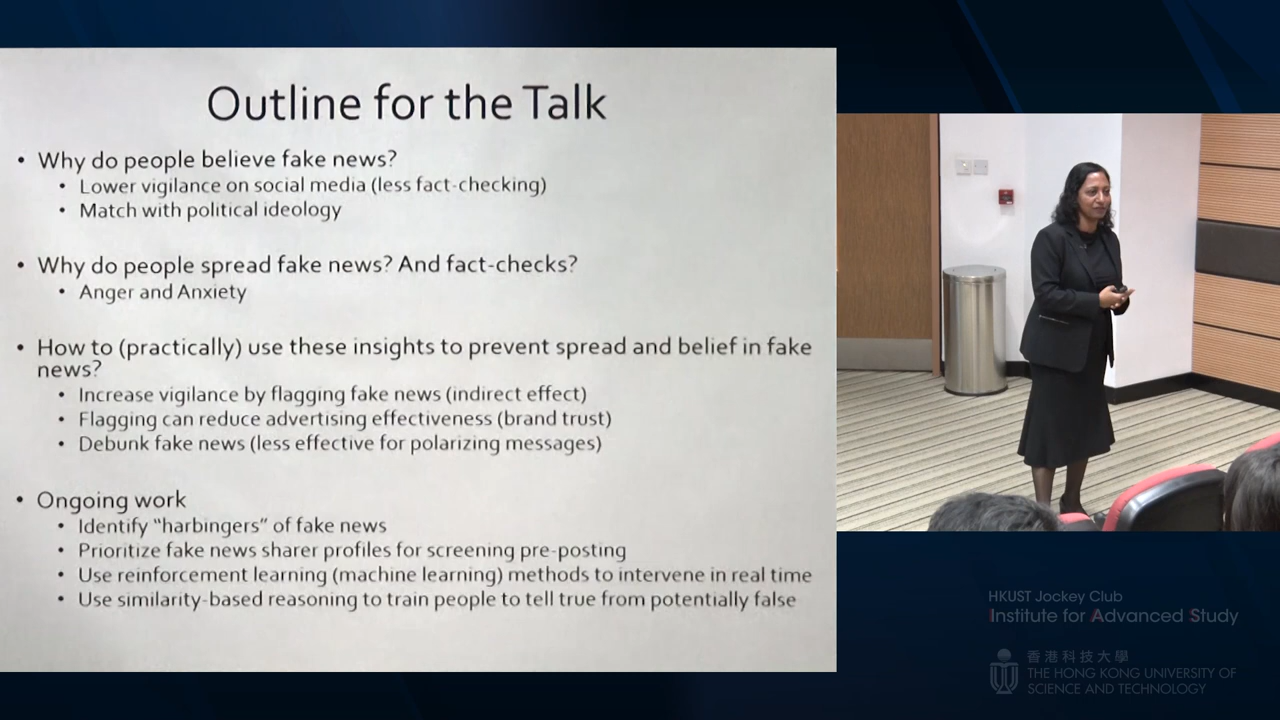 Outline for the Talk
• Why do people believe fake news?
• Lower vigilance on social media (less fact-checking)
• Match with political ideology
• Why do people spread fake news? And fact-checks?
• Anger and Anxiety
• How to (practically) use these insights to prevent spread and belief in fake
news?
• Increase vigilance by flagging fake news (indirect effect)
• Flagging can reduce advertising effectiveness (brand trust)
• Debunk fake news (less effective for polarizing messages)
• Ongoing work
• Identify “harbingers” of fake news
• Prioritize fake news sharer profiles for screening pre-posting
• Use reinforcement learning (machine learning) methods to intervene in real time
• Use similarity-based reasoning to train people to tell true from potentially false
HKUST Jockey Club
Institute for Advanced Study
香港科技大學
THE HONG KONG UNIVERSITY OF
SCIENCE AND TECHNOLOGY